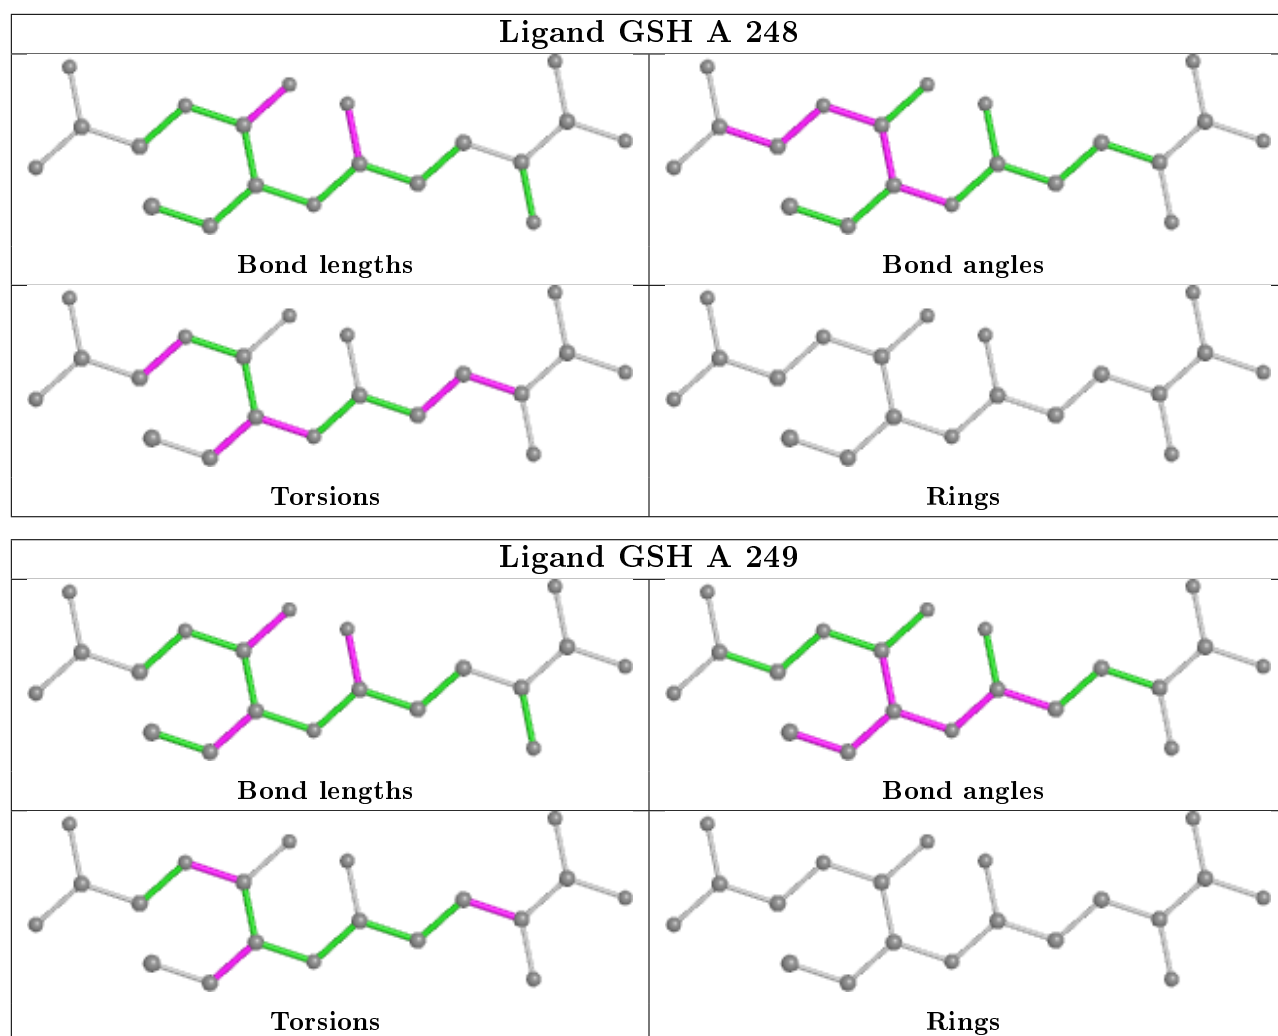 Ligand GSH A 248
Bond lengths
Bond angles
Torsions
Rings
Ligand GSH A 249
Bond lengths
Bond angles
Torsions
Rings